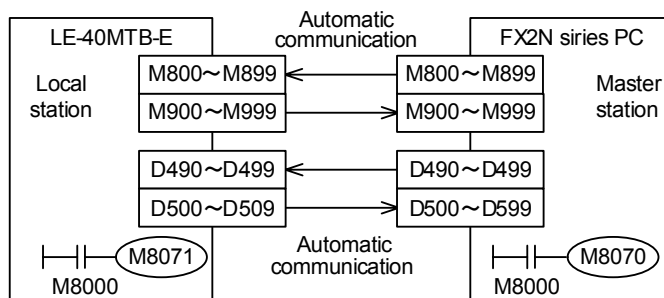 Automatic
communication
LE-40MTB-E
FX2N siries PC
Local
station
M800～M899
M800～M899
Master
station
M900～M999
M900～M999
D490～D499
D490～D499
D500～D509
D500～D599
Automatic
communication
M8071
M8000
M8070
M8000